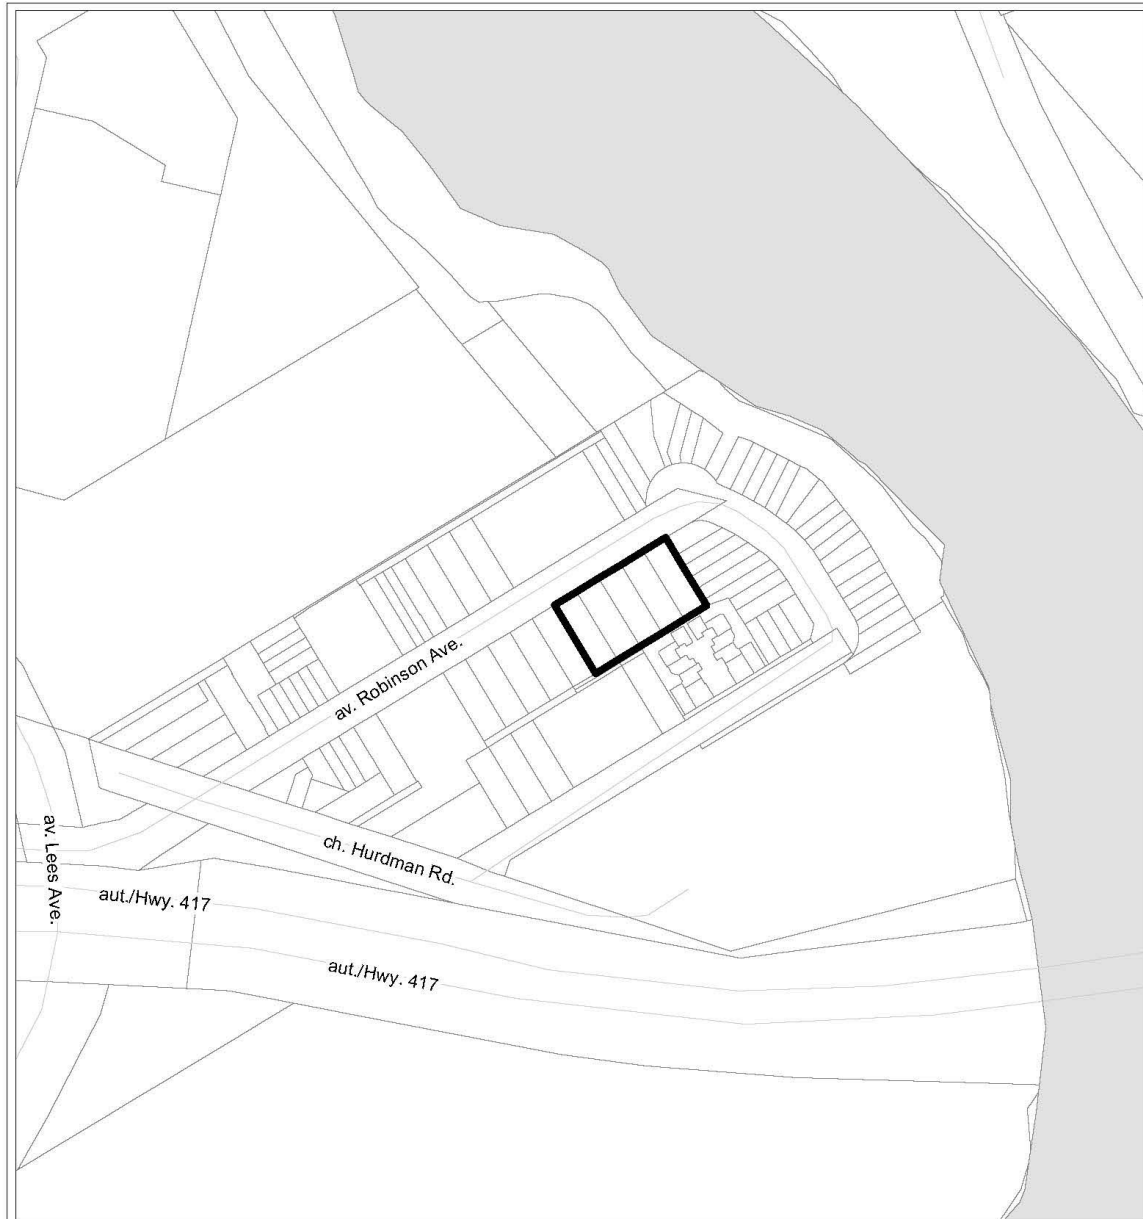 av. Robinson Ave.
av. Lees Ave.
ch. Hurdman Rd.
aut./Hwy. 417
aut./Hwy. 417